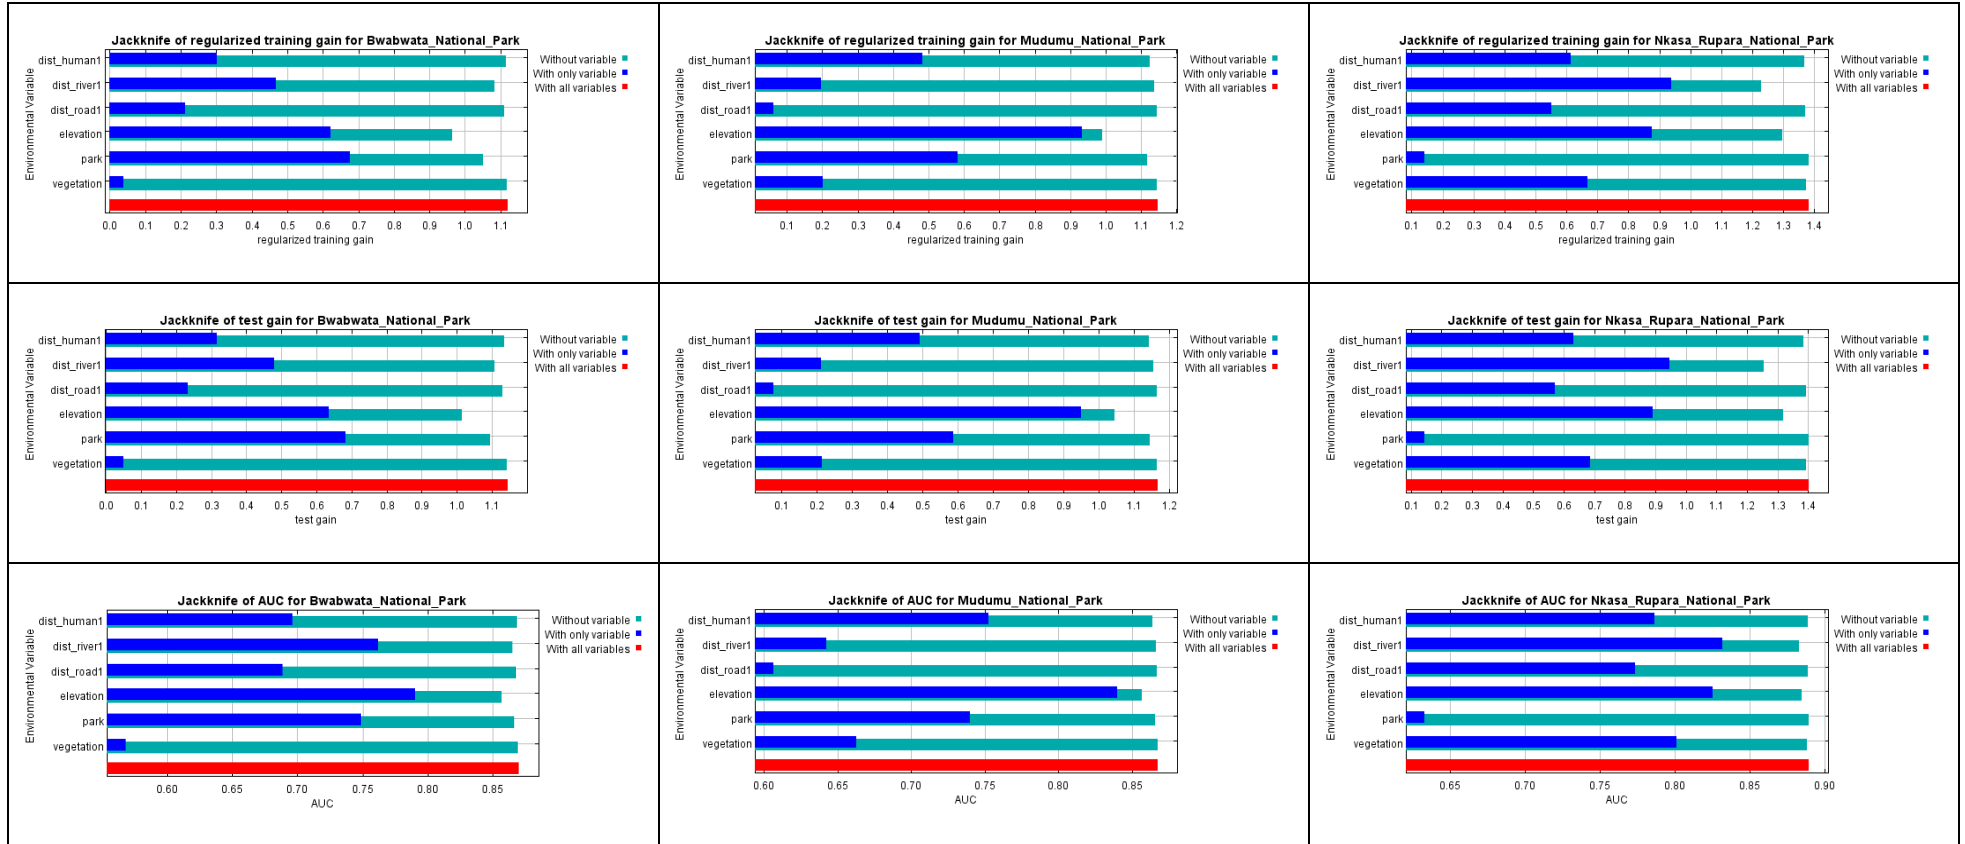 Jackknife of regularized training gain for Bwabwata_National_Park
Environmental Variable
dist_human1
dist_river1
dist_road1
elevation
park
vegetation
Without variable
With only variable
With all variables
0.0 0.1 0.2 0.3 0.4 0.5 0.6 0.7 0.8 0.9 1.0 1.1
regularized training gain
Jackknife of regularized training gain for Mudumu_National_Park
Environmental Variable
dist_human1
dist_river1
dist_road1
elevation
park
vegetation
Without variable
With only variable
With all variables
0.1 0.2 0.3 0.4 0.5 0.6 0.7 0.8 0.9 1.0 1.1 1.2
regularized training gain
Jackknife of regularized training gain for Nkasa_Rupara_National_Park
Environmental Variable
dist_human1
dist_river1
dist_road1
elevation
park
vegetation
Without variable
With only variable
With all variables
0.1 0.2 0.3 0.4 0.5 0.6 0.7 0.8 0.9 1.0 1.1 1.2 1.3 1.4
regularized training gain
Jackknife of test gain for Bwabwata_National_Park
Environmental Variable
dist_human1
dist_river1
dist_road1
elevation
park
vegetation
Without variable
With only variable
With all variables
0.0 0.1 0.2 0.3 0.4 0.5 0.6 0.7 0.8 0.9 1.0 1.1
test gain
Jackknife of test gain for Mudumu_National_Park
Environmental Variable
dist_human1
dist_river1
dist_road1
elevation
park
vegetation
Without variable
With only variable
With all variables
0.1 0.2 0.3 0.4 0.5 0.6 0.7 0.8 0.9 1.0 1.1 1.2
test gain
Jackknife of test gain for Nkasa_Rupara_National_Park
Environmental Variable
dist_human1
dist_river1
dist_road1
elevation
park
vegetation
Without variable
With only variable
With all variables
0.1 0.2 0.3 0.4 0.5 0.6 0.7 0.8 0.9 1.0 1.1 1.2 1.3 1.4
test gain
Jackknife of AUC for Bwabwata_National_Park
Environmental Variable
dist_human1
dist_river1
dist_road1
elevation
park
vegetation
Without variable
With only variable
With all variables
0.60 0.65 0.70 0.75 0.80 0.85
AUC
Jackknife of AUC for Mudumu_National_Park
Environmental Variable
dist_human1
dist_river1
dist_road1
elevation
park
vegetation
Without variable
With only variable
With all variables
0.60 0.65 0.70 0.75 0.80 0.85
AUC
Jackknife of AUC for Nkasa_Rupara_National_Park
Environmental Variable
dist_human1
dist_river1
dist_road1
elevation
park
vegetation
Without variable
With only variable
With all variables
0.65 0.70 0.75 0.80 0.85 0.90
AUC